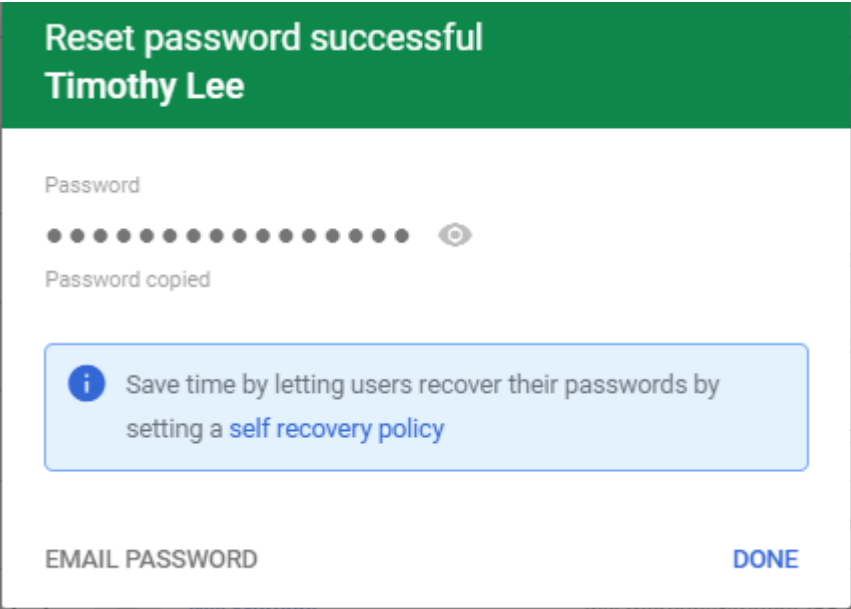 Reset password successful
Timothy Lee
Password
••••••••••••••••
Password copied
Save time by letting users recover their passwords by
setting a self recovery policy
EMAIL PASSWORD
DONE